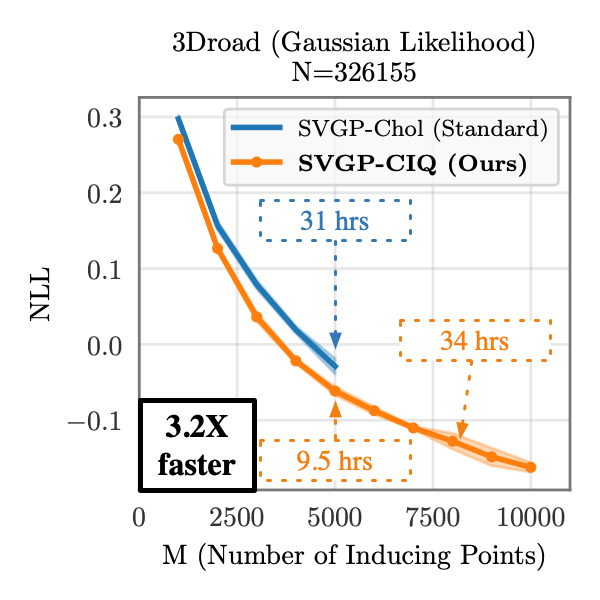 3Droad (Gaussian Likelihood)
N=326155
SVGP-Chol (Standard)
SVGP-CIQ (Ours)
31 hrs
34 hrs
9.5 hrs
3.2X
faster
NLL
0.3
0.2
0.1
0.0
−0.1
0 2500 5000 7500 10000
M (Number of Inducing Points)